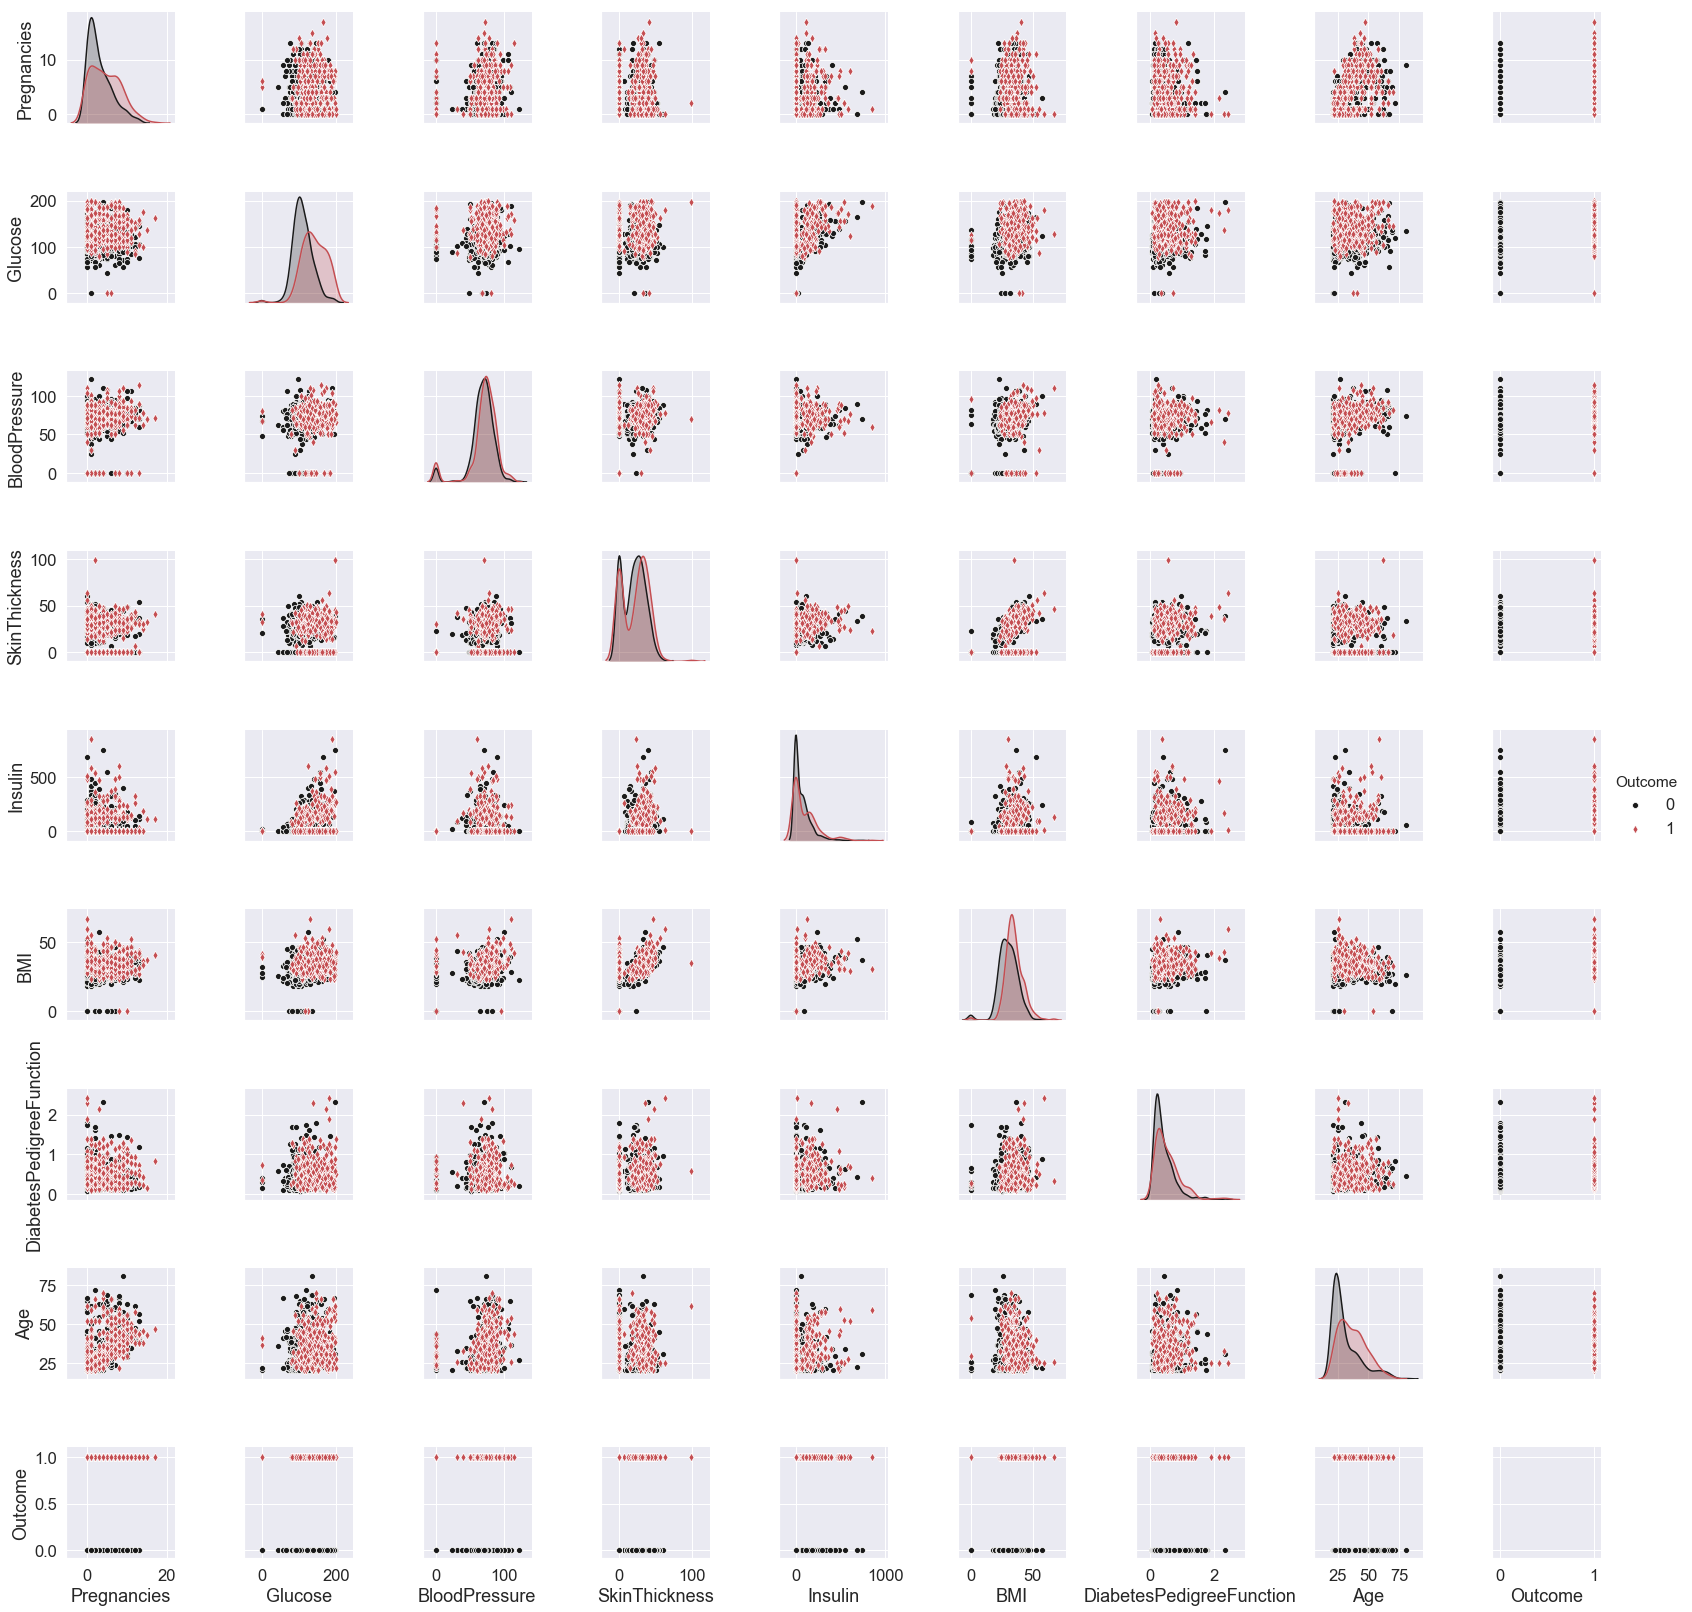 Pregnancies
10
0
Glucose
200
100
0
BloodPressure
100
50
0
SkinThickness
100
50
0
Insulin
500
0
Outcome
0
1
BMI
50
0
DiabetesPedigreeFunction
2
1
0
Age
75
50
25
Outcome
1.0
0.5
0.0
0 20 0 200 0 100 0 100 0 1000 0 50 0 2 25 50 75 0 1
Pregnancies Glucose BloodPressure SkinThickness Insulin BMI DiabetesPedigreeFunction Age Outcome